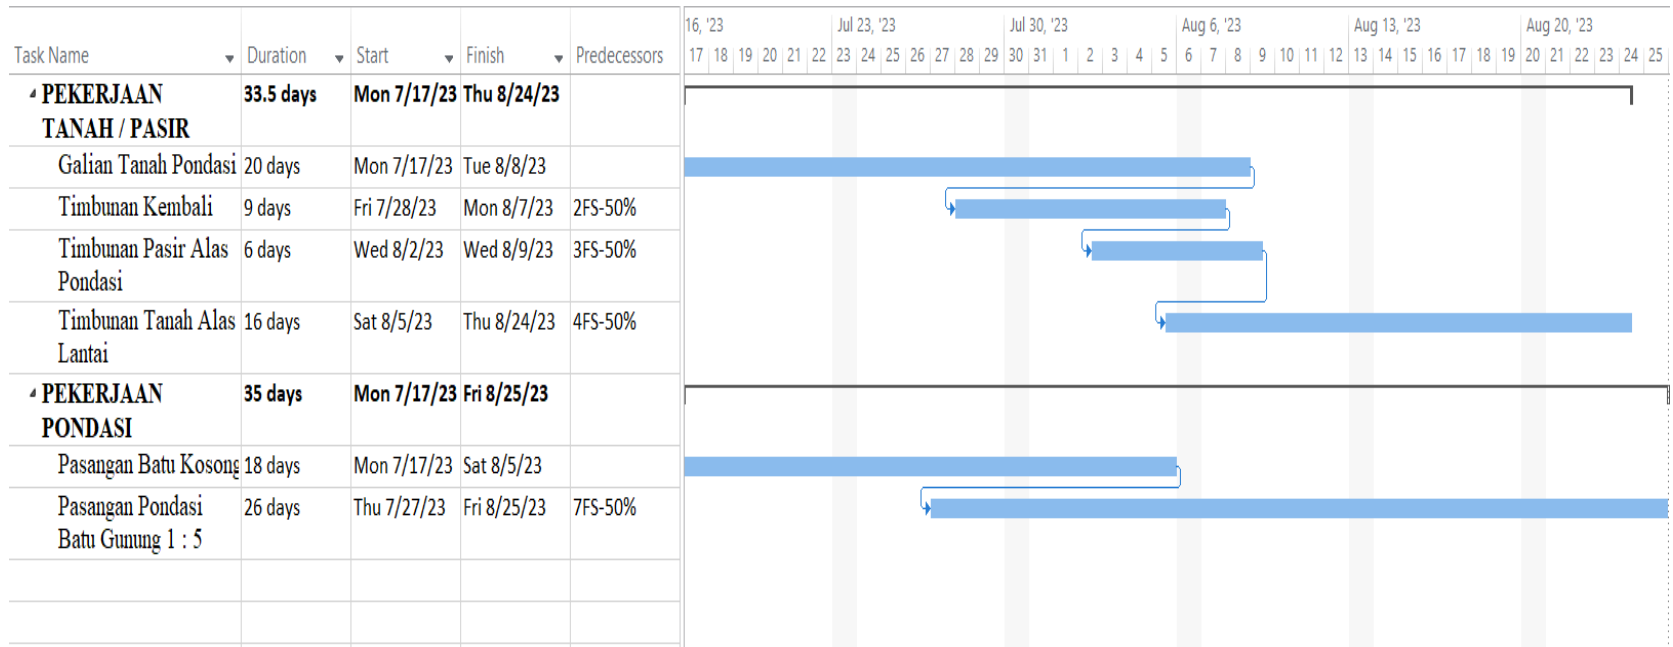 16, '23 Jul 23, '23 Jul 30, '23 Aug 6, '23 Aug 13, '23 Aug 20, '23
Task Name Duration Start Finish Predecessors 17 18 19 20 21 22 23 24 25 26 27 28 29 30 31 1 2 3 4 5 6 7 8 9 10 11 12 13 14 15 16 17 18 19 20 21 22 23 24 25
PEKERJAAN 33.5 days Mon 7/17/23 Thu 8/24/23
TANAH / PASIR
Galian Tanah Pondasi 20 days Mon 7/17/23 Tue 8/8/23
Timbunan Kembali 9 days Fri 7/28/23 Mon 8/7/23 2FS-50%
Timbunan Pasir Alas 6 days Wed 8/2/23 Wed 8/9/23 3FS-50%
Pondasi
Timbunan Tanah Alas 16 days Sat 8/5/23 Thu 8/24/23 4FS-50%
Lantai
PEKERJAAN 35 days Mon 7/17/23 Fri 8/25/23
PONDASI
Pasangan Batu Kosong 18 days Mon 7/17/23 Sat 8/5/23
Pasangan Pondasi 26 days Thu 7/27/23 Fri 8/25/23 7FS-50%
Batu Gunung 1 : 5